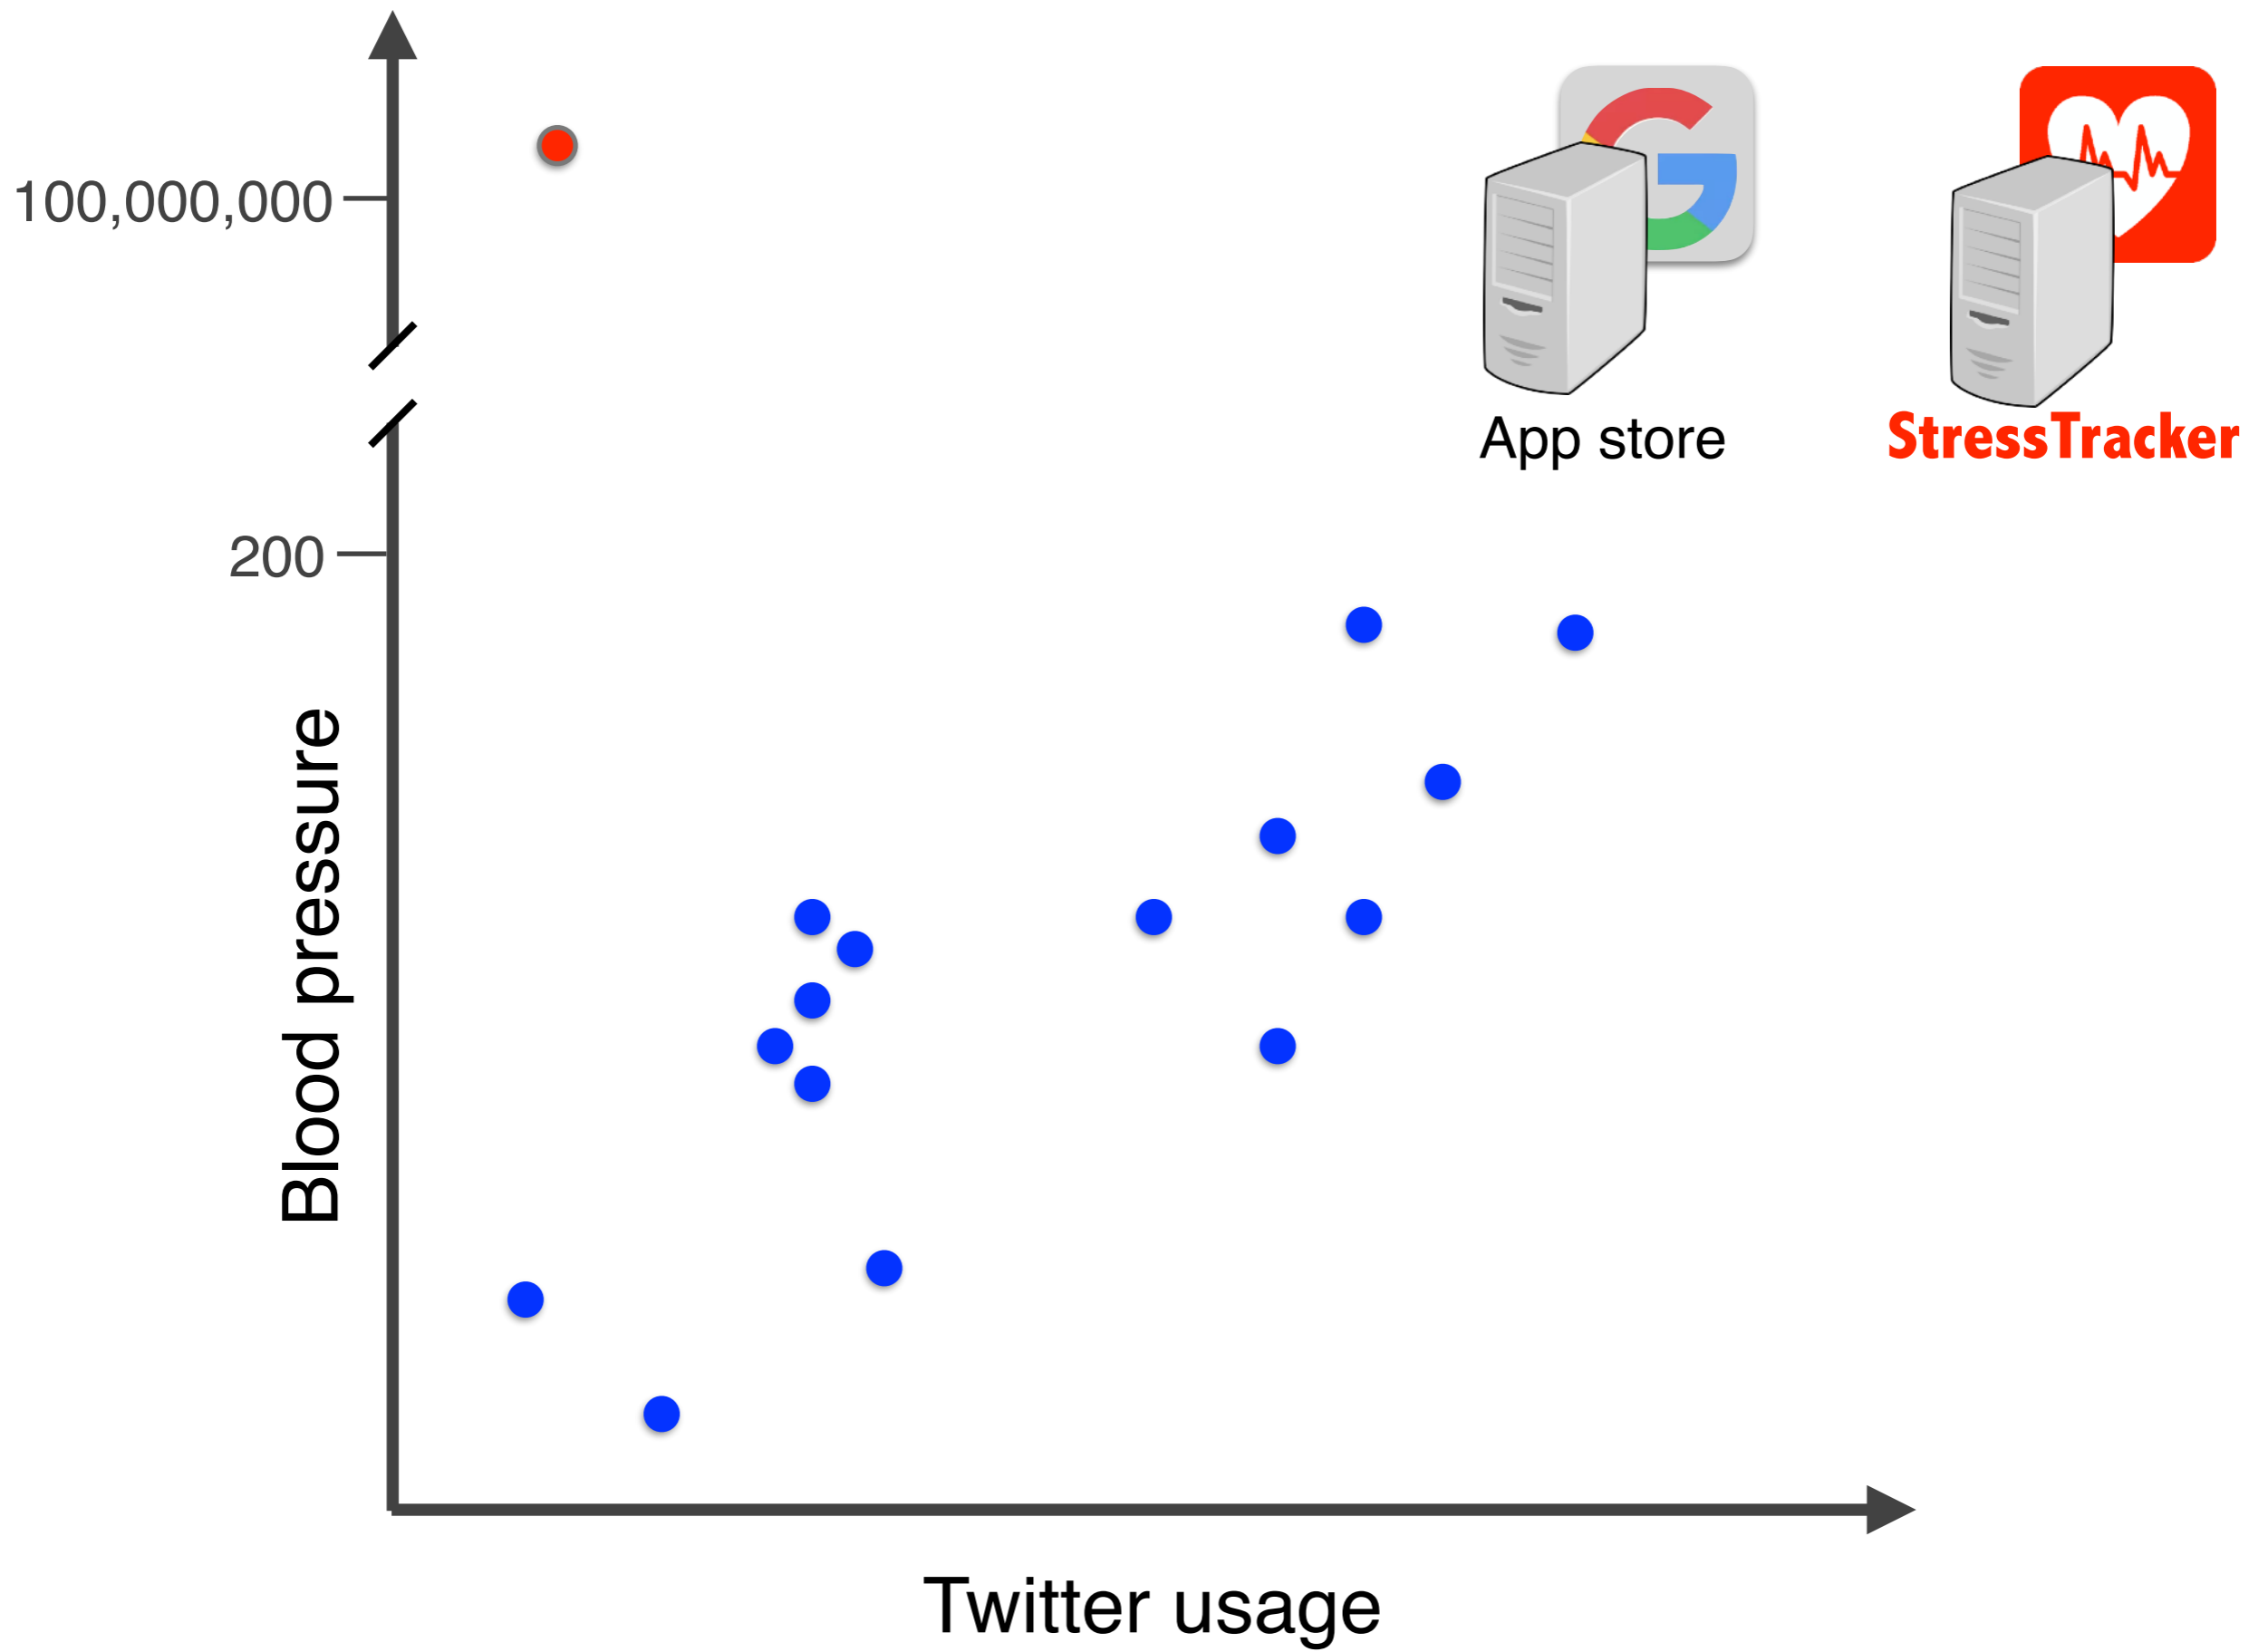 100,000,000
App store
StressTracker
200
Blood pressure
Twitter usage